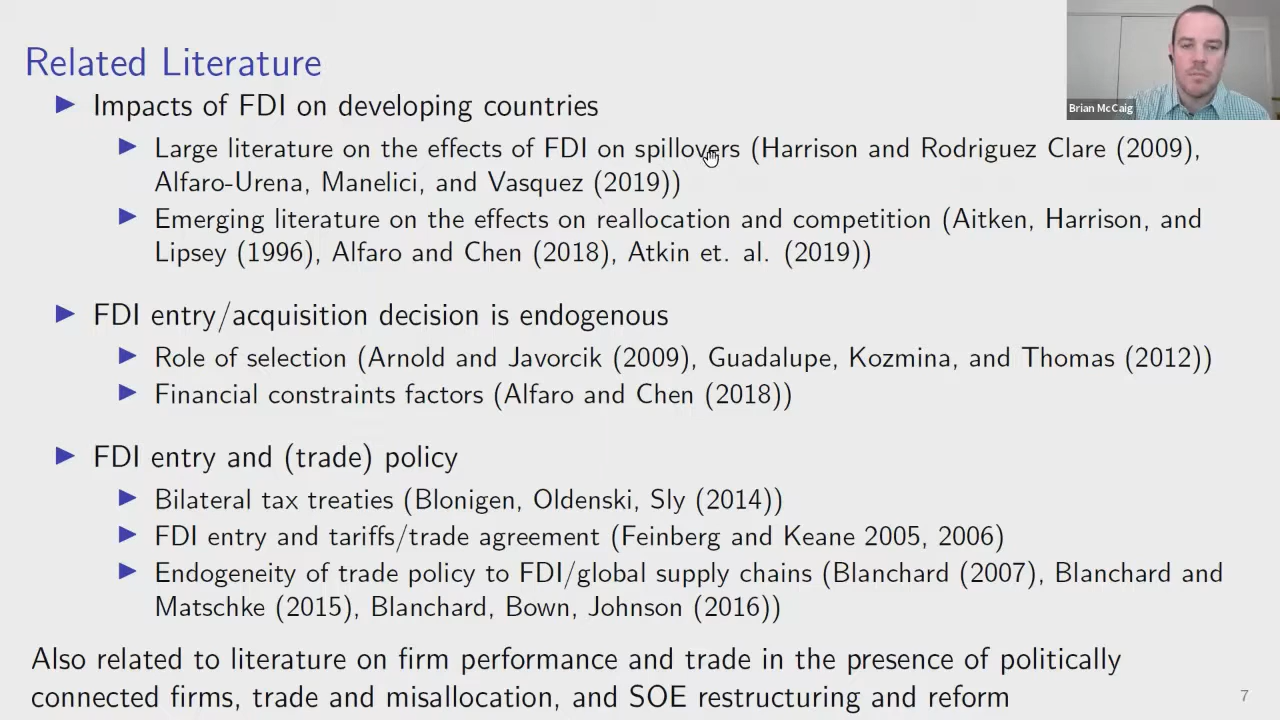 Related Literature
Brian McCaig
Impacts of FDI on developing countries
Large literature on the effects of FDI on spillovers (Harrison and Rodriguez Clare (2009),
Alfaro-Urena, Manelici, and Vasquez (2019))
Emerging literature on the effects on reallocation and competition (Aitken, Harrison, and
Lipsey (1996), Alfaro and Chen (2018), Atkin et. al. (2019))
FDI entry/acquisition decision is endogenous
Role of selection (Arnold and Javorcik (2009), Guadalupe, Kozmina, and Thomas (2012))
Financial constraints factors (Alfaro and Chen (2018))
FDI entry and (trade) policy
Bilateral tax treaties (Blonigen, Oldenski, Sly (2014))
FDI entry and tariffs/trade agreement (Feinberg and Keane 2005, 2006)
Endogeneity of trade policy to FDI/global supply chains (Blanchard (2007), Blanchard and
Matschke (2015), Blanchard, Bown, Johnson (2016))
Also related to literature on firm performance and trade in the presence of politically
connected firms, trade and misallocation, and SOE restructuring and reform
7